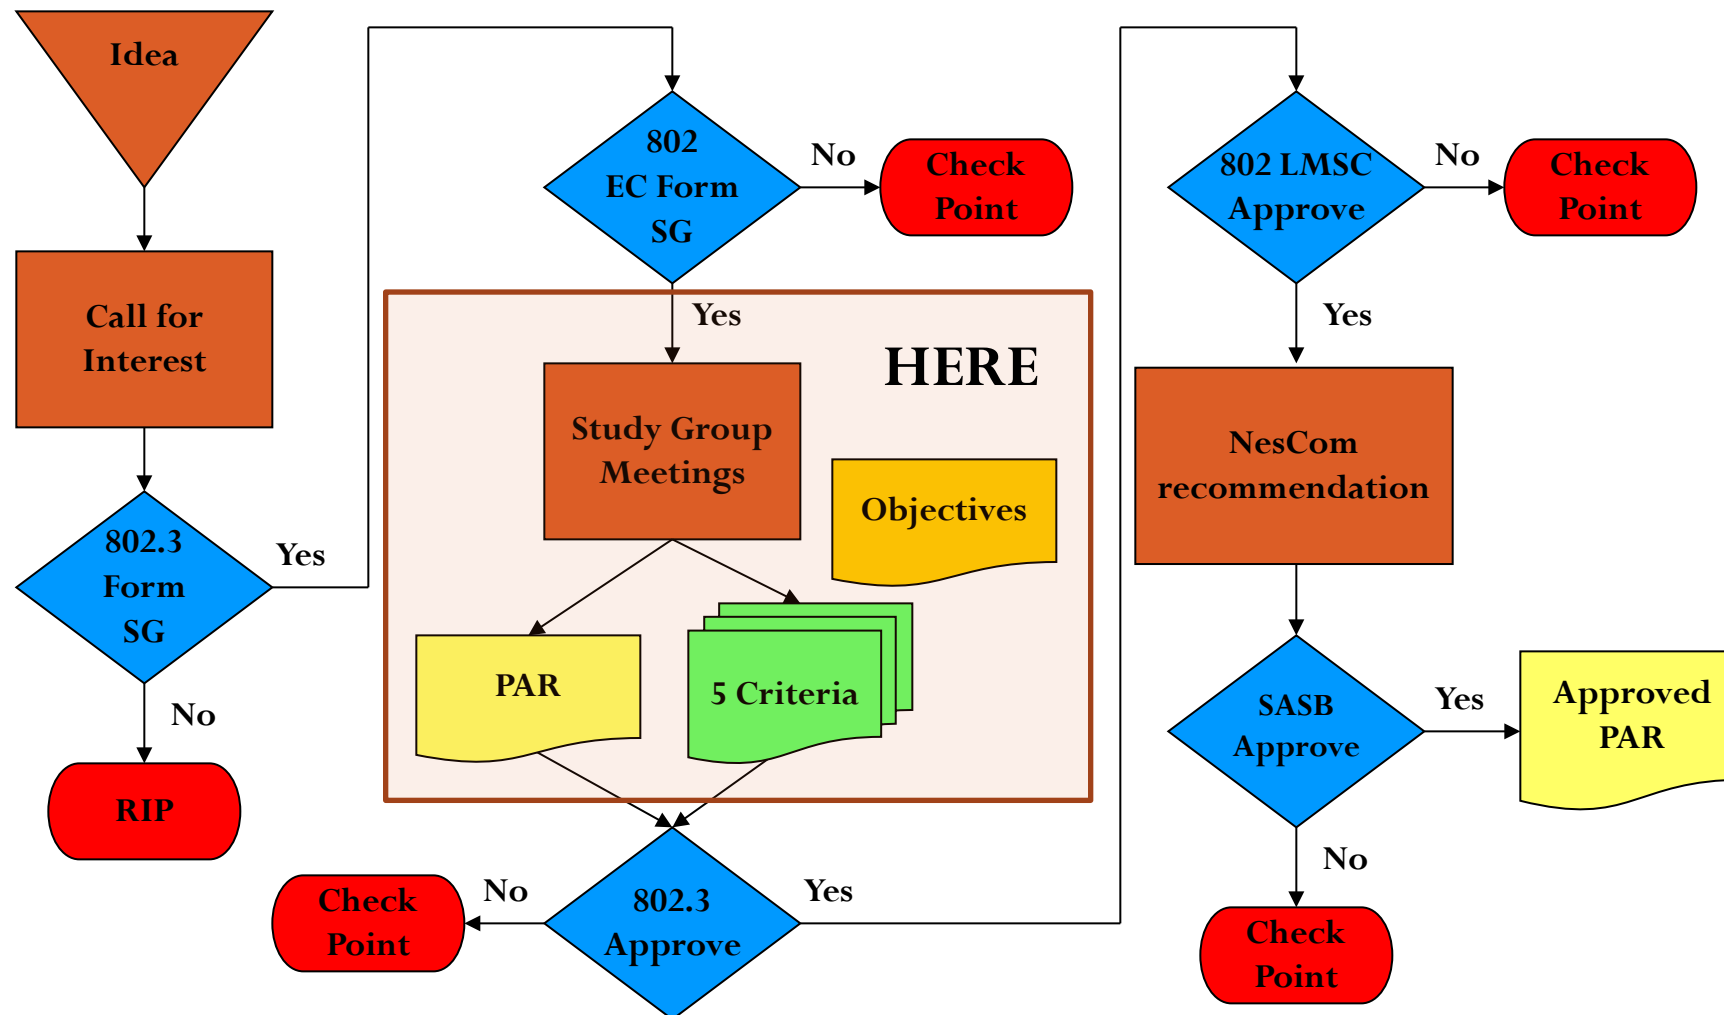 Idea
Call for
Interest
802.3
Form
SG
Yes
No
RIP
802
EC Form
SG
No
Check
Point
Yes
HERE
Study Group
Meetings
Objectives
PAR
5 Criteria
802.3
Approve
No
Check
Point
Yes
802 LMSC
Approve
No
Check
Point
Yes
NesCom
recommendation
SASB
Approve
Yes
Approved
PAR
No
Check
Point